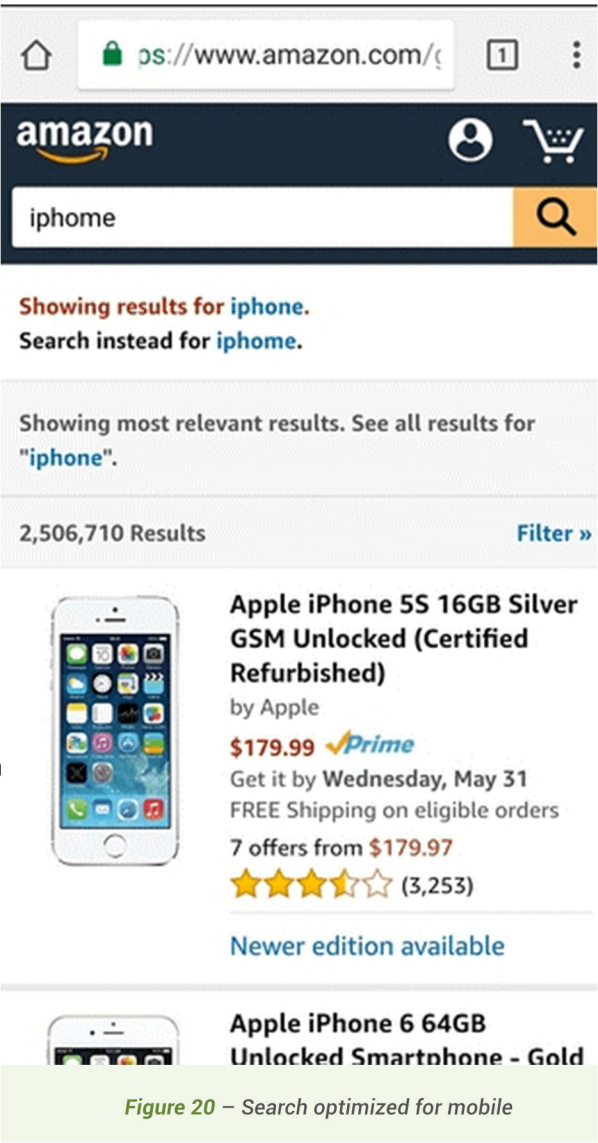 ps://www.amazon.com/g
1
amazon
iphome
Showing results for iphone.
Search instead for iphome.
Showing most relevant results. See all results for
"iphone".
2,506,710 Results
Filter »
Apple iPhone 5S 16GB Silver
GSM Unlocked (Certified
Refurbished)
by Apple
$179.99 Prime
Get it by Wednesday, May 31
FREE Shipping on eligible orders
7 offers from $179.97
(3,253)
Newer edition available
Apple iPhone 6 64GB
Unlocked Smartphone - Gold
Figure 20 – Search optimized for mobile